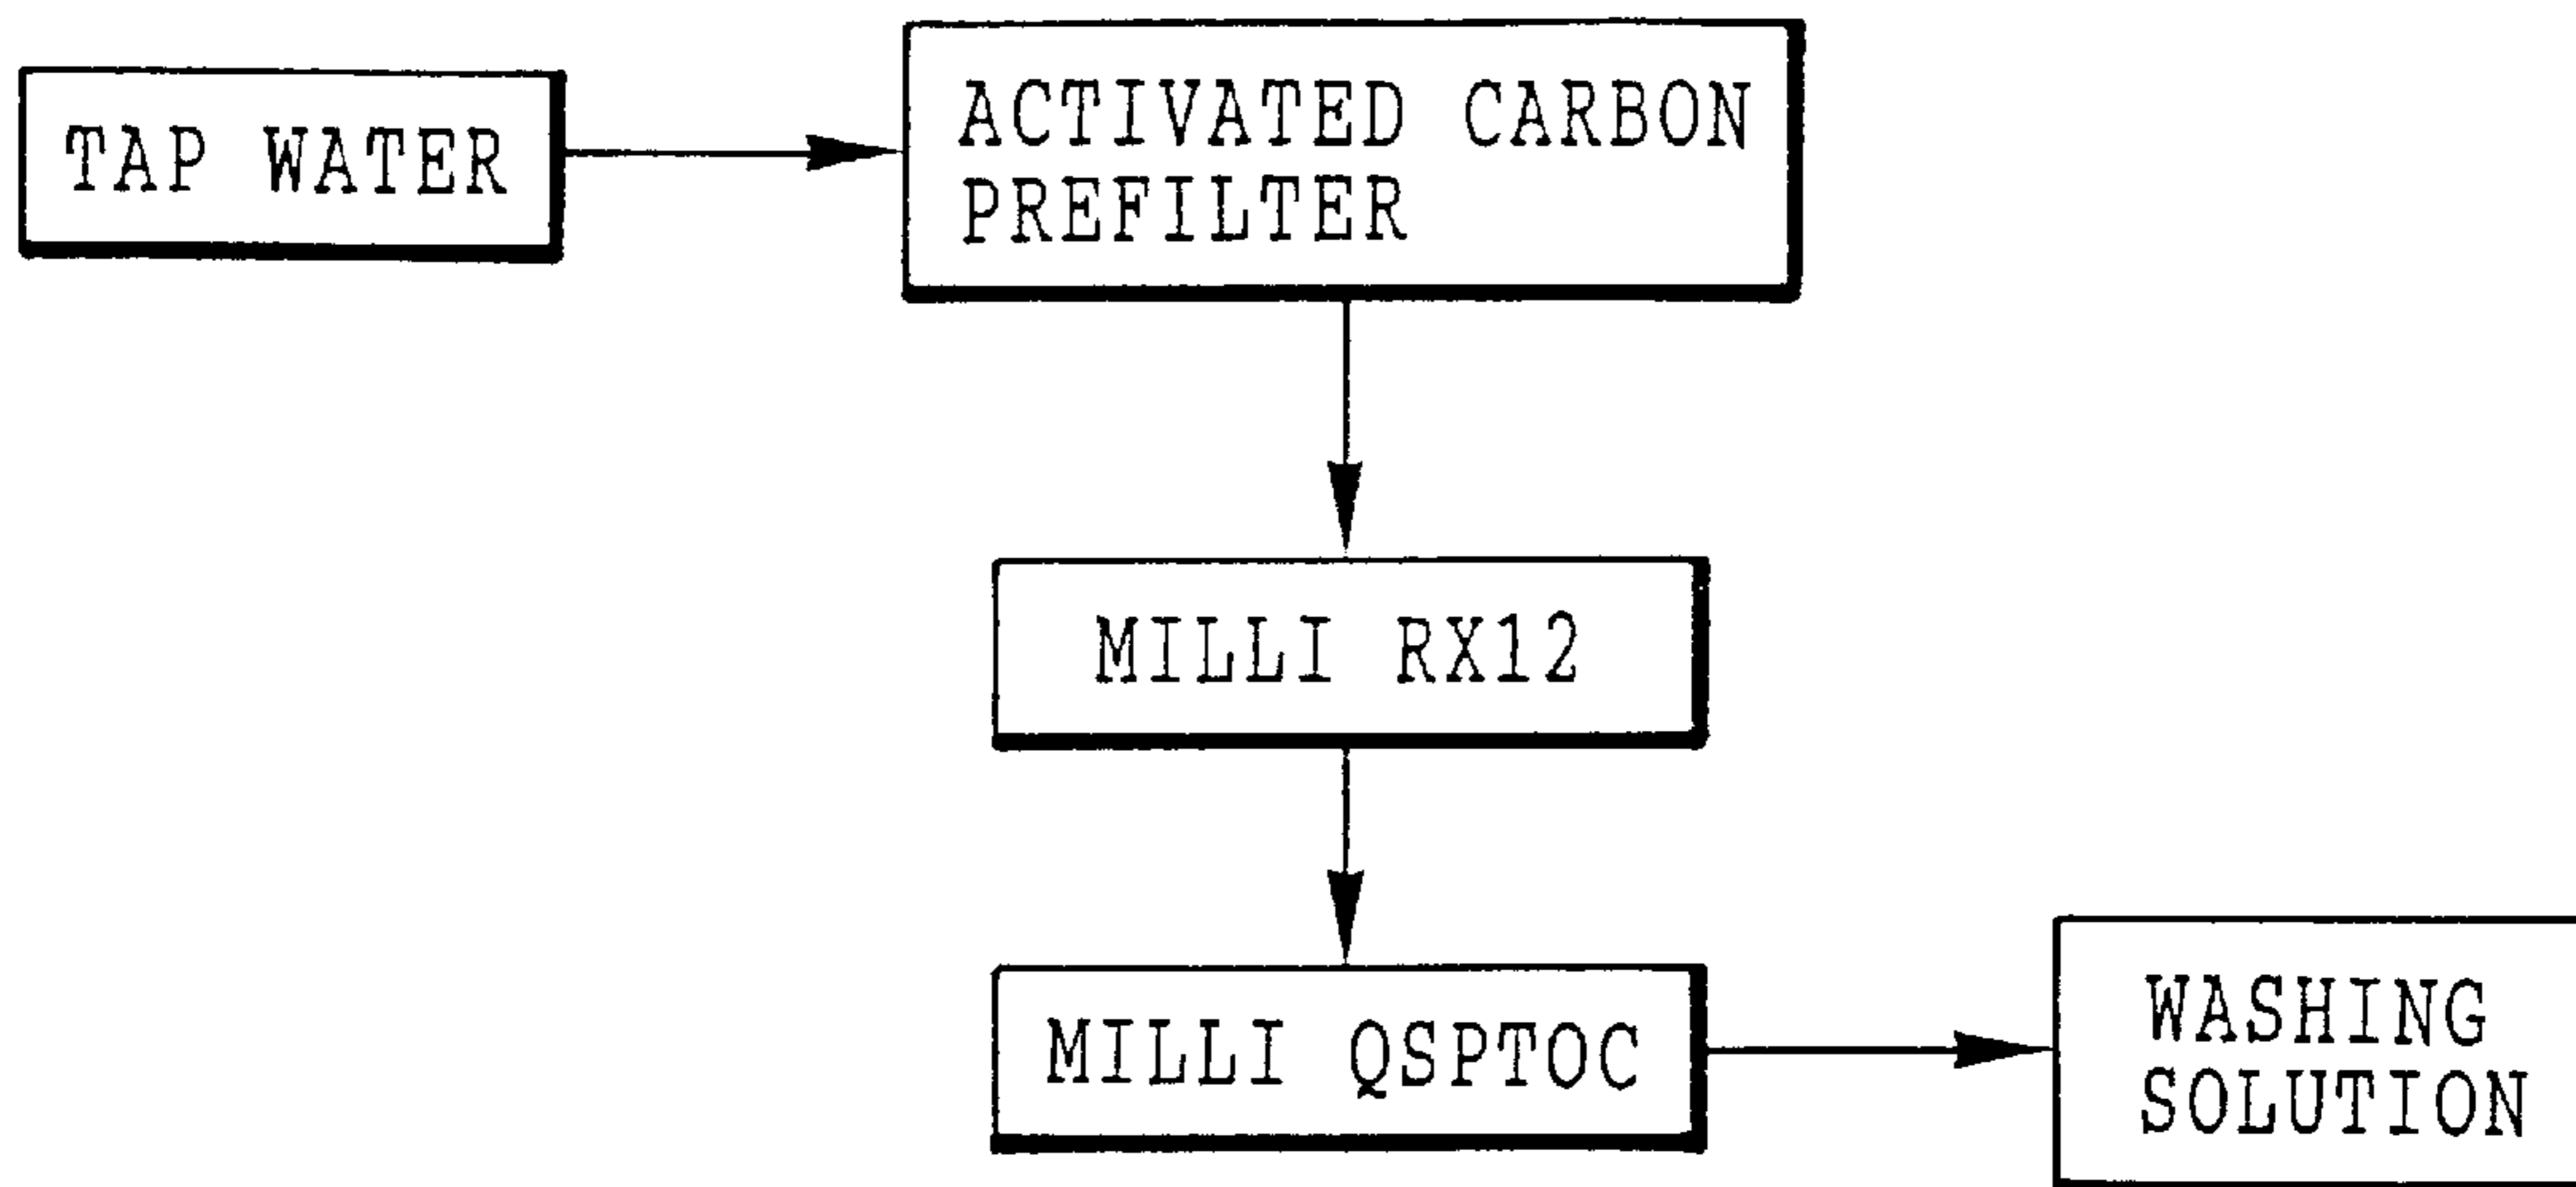 TAP WATER
ACTIVATED CARBON
PREFILTER
MILLI RX12
MILLI QSPTOC
WASHING
SOLUTION